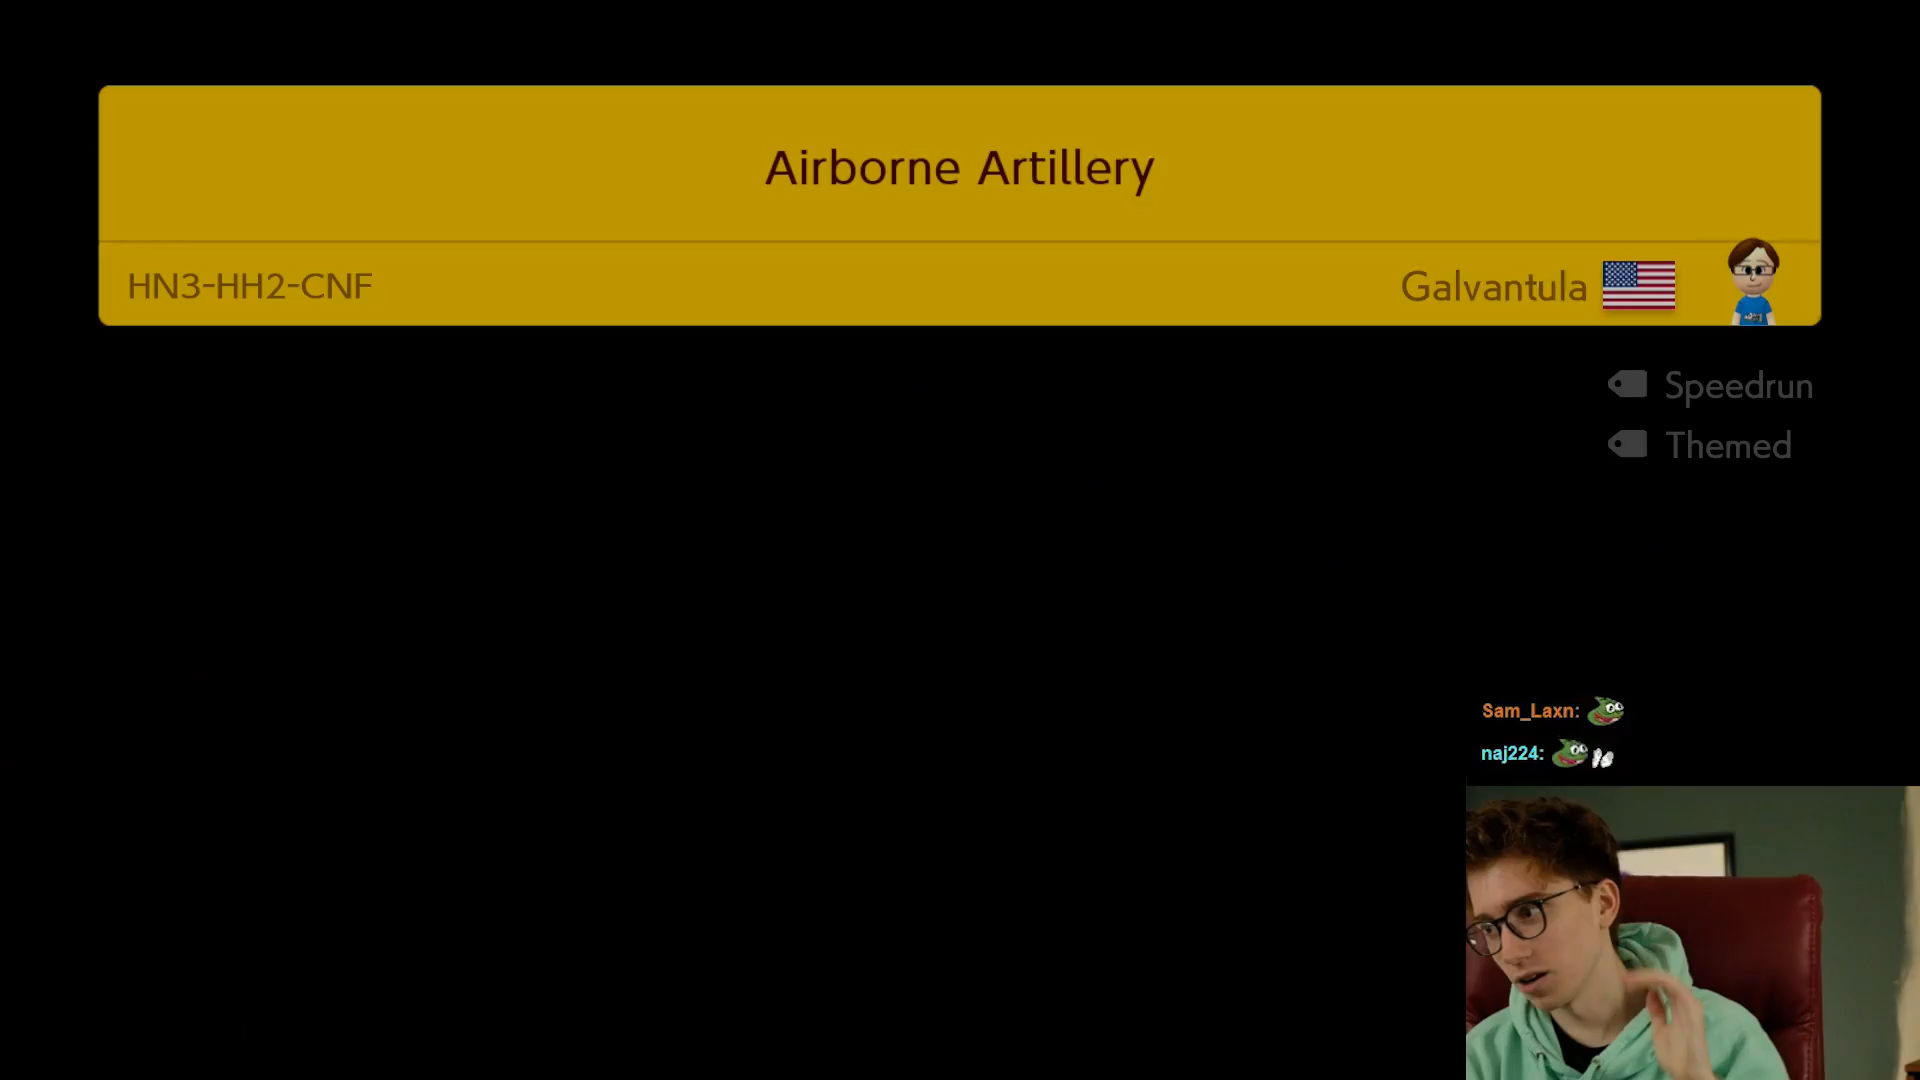 Airborne Artillery
HN3-HH2-CNF
Galvantula
Speedrun
Themed
Sam_Laxn:
naj224: